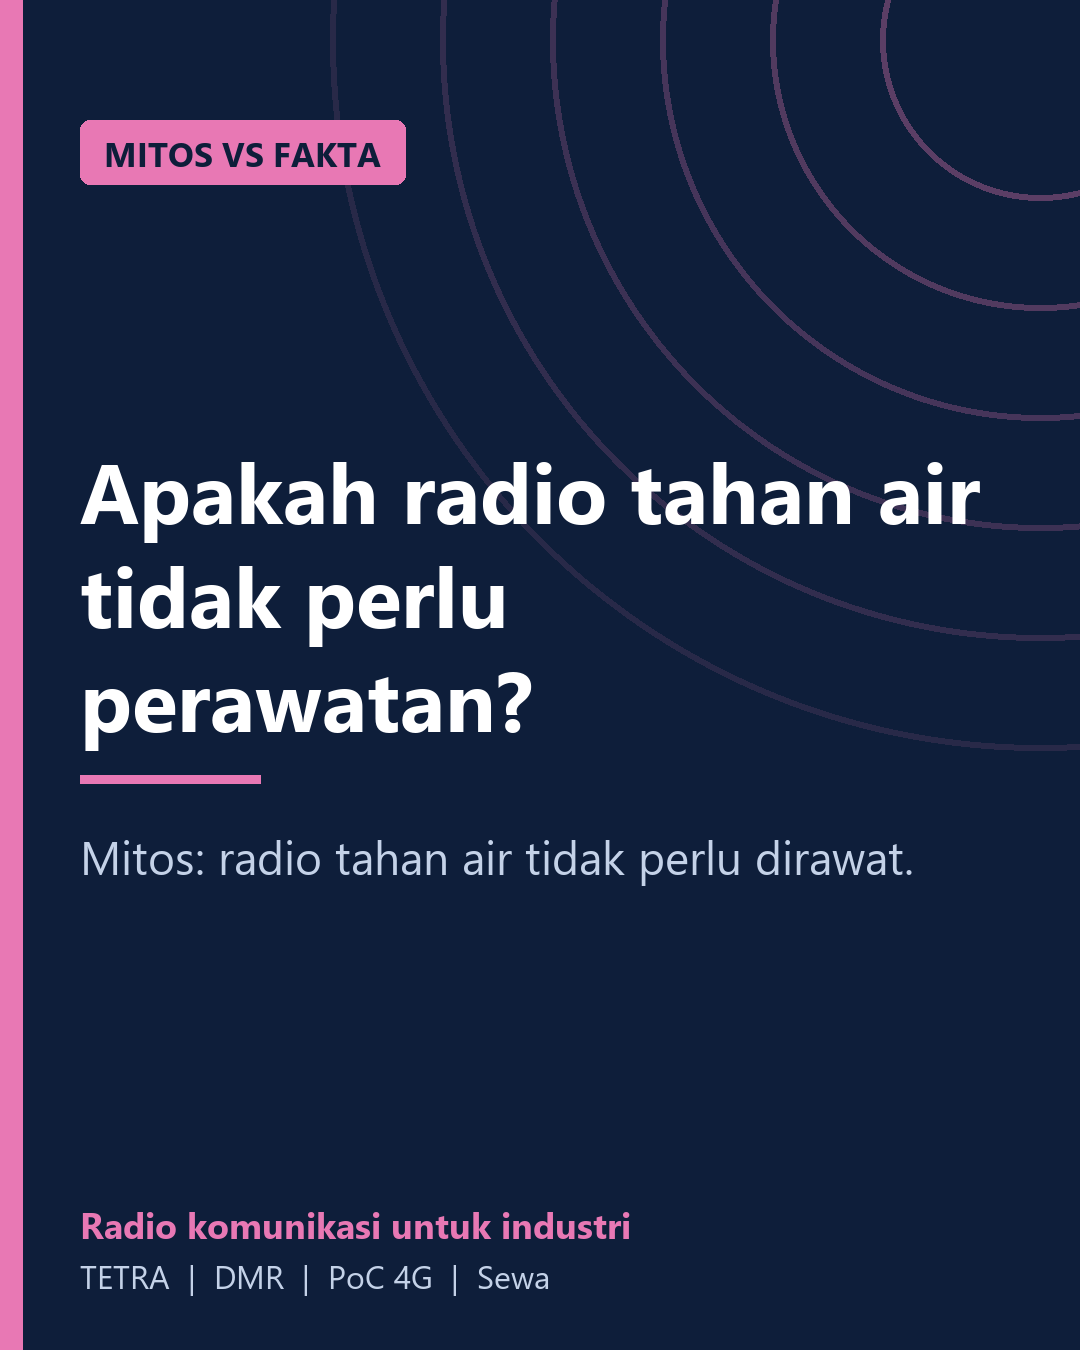 MITOS VS FAKTA
Apakah radio tahan air
tidak perlu
perawatan?
Mitos: radio tahan air tidak perlu dirawat.
Radio komunikasi untuk industri
TETRA | DMR | PoC 4G | Sewa